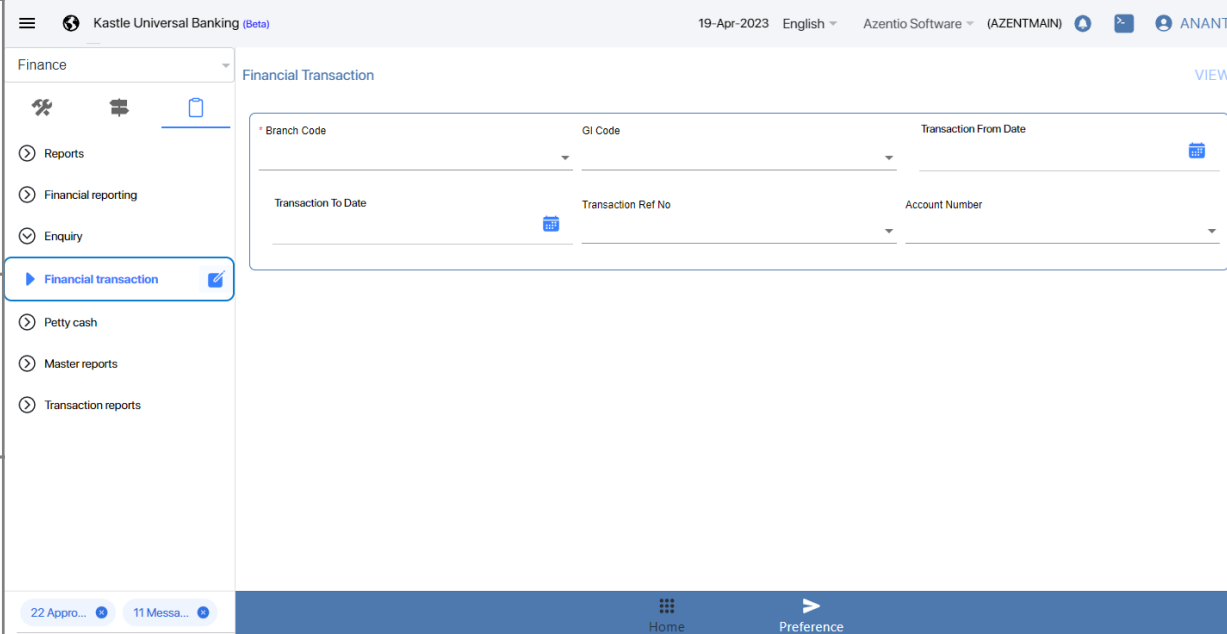 Kastle Universal Banking (Beta)
19-Apr-2023 English Azentio Software (AZENTMAIN) ANANT
Finance
Financial Transaction
VIEW
* Branch Code
GI Code
Transaction From Date
Transaction To Date
Transaction Ref No
Account Number
Reports
Financial reporting
Enquiry
Financial transaction
Petty cash
Master reports
Transaction reports
22 Appro...
11 Messa...
Home
Preference